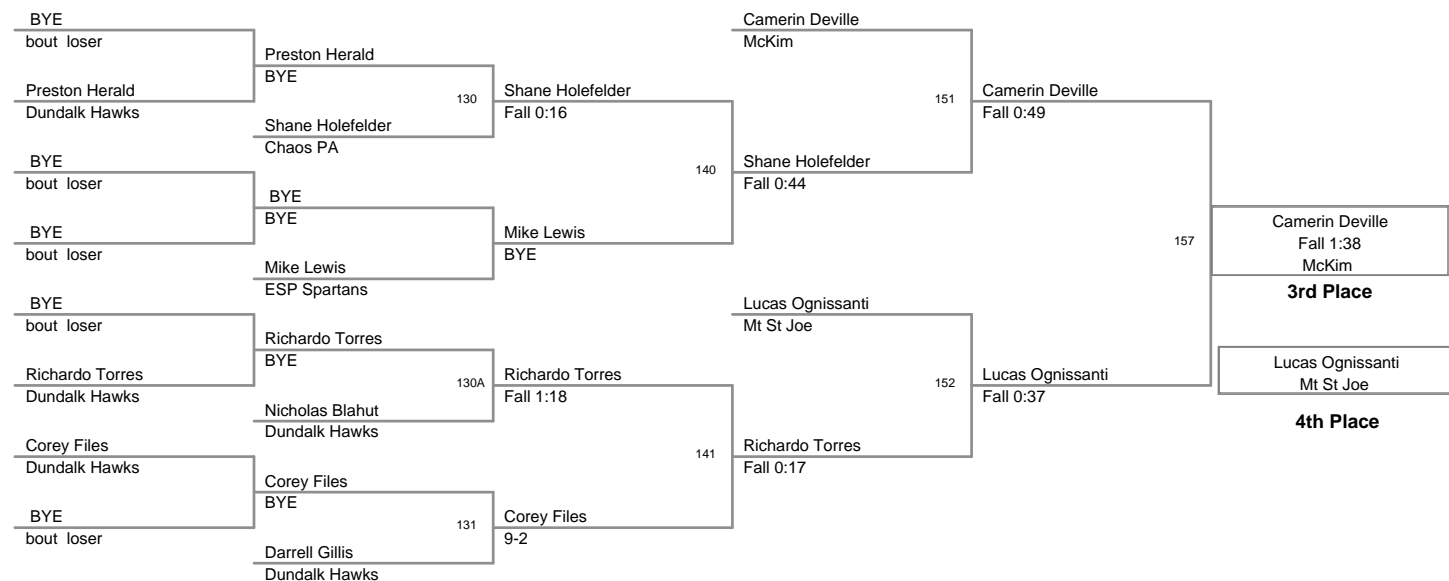 BYE
bout loser
Preston Herald
Dundalk Hawks
BYE
bout loser
BYE
bout loser
BYE
bout loser
Richardo Torres
Dundalk Hawks
Corey Files
Dundalk Hawks
BYE
bout loser
Preston Herald
BYE
130
Shane Holefelder
Chaos PA
BYE
BYE
Mike Lewis
ESP Spartans
Richardo Torres
BYE
130A
Nicholas Blahut
Dundalk Hawks
Corey Files
BYE
131
Darrell Gillis
Dundalk Hawks
Shane Holefelder
Fall 0:16
140
Mike Lewis
BYE
Richardo Torres
Fall 1:18
141
Corey Files
9-2
Camerin Deville
McKim
151
Shane Holefelder
Fall 0:44
Lucas Ognissanti
Mt St Joe
152
Richardo Torres
Fall 0:17
Camerin Deville
Fall 0:49
157
Lucas Ognissanti
Fall 0:37
Camerin Deville
Fall 1:38
McKim
3rd Place
Lucas Ognissanti
Mt St Joe
4th Place